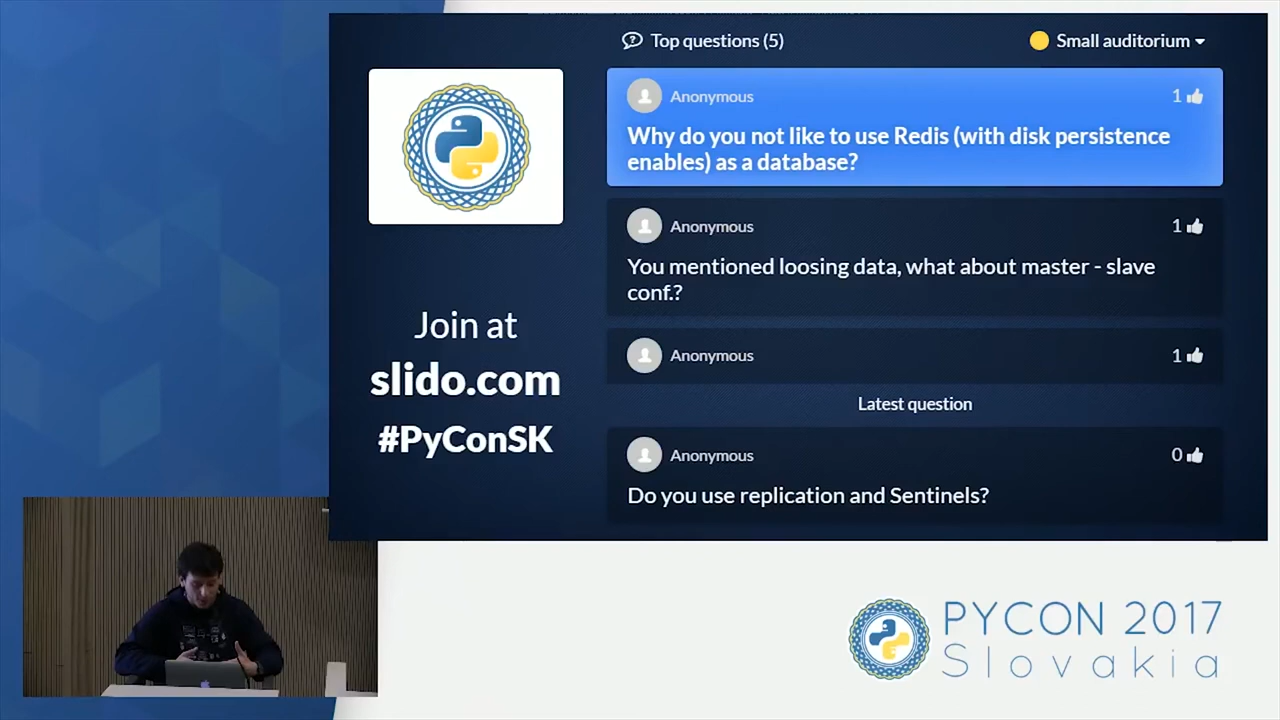 Top questions (5)
Small auditorium
Anonymous
1
Why do you not like to use Redis (with disk persistence
enables) as a database?
Anonymous
1
You mentioned loosing data, what about master - slave
conf.?
Anonymous
1
Latest question
Anonymous
0
Do you use replication and Sentinels?
Join at
slido.com
#PyConSK
PYCON 2017
Slovakia